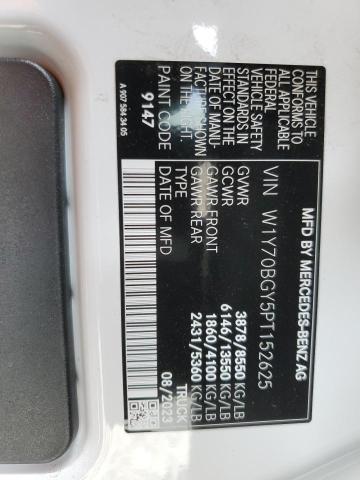 MFD BY MERCEDES-BENZ AG
VIN W1Y70BGY5PT152625
GVWR 3878/8550 KG/LB
GCWR 6146/13550 KG/LB
GAWR FRONT 1860/4100 KG/LB
GAWR REAR 2431/5360 KG/LB
TYPE TRUCK
DATE OF MFD. 08/2023
THIS VEHICLE
CONFORMS TO
ALL APPLICABLE
FEDERAL
VEHICLE SAFETY
STANDARDS IN
EFFECT ON THE
DATE OF MANU-
FACTURE SHOWN
ON THE RIGHT.
PAINT CODE
9147
A 907 584 34 05